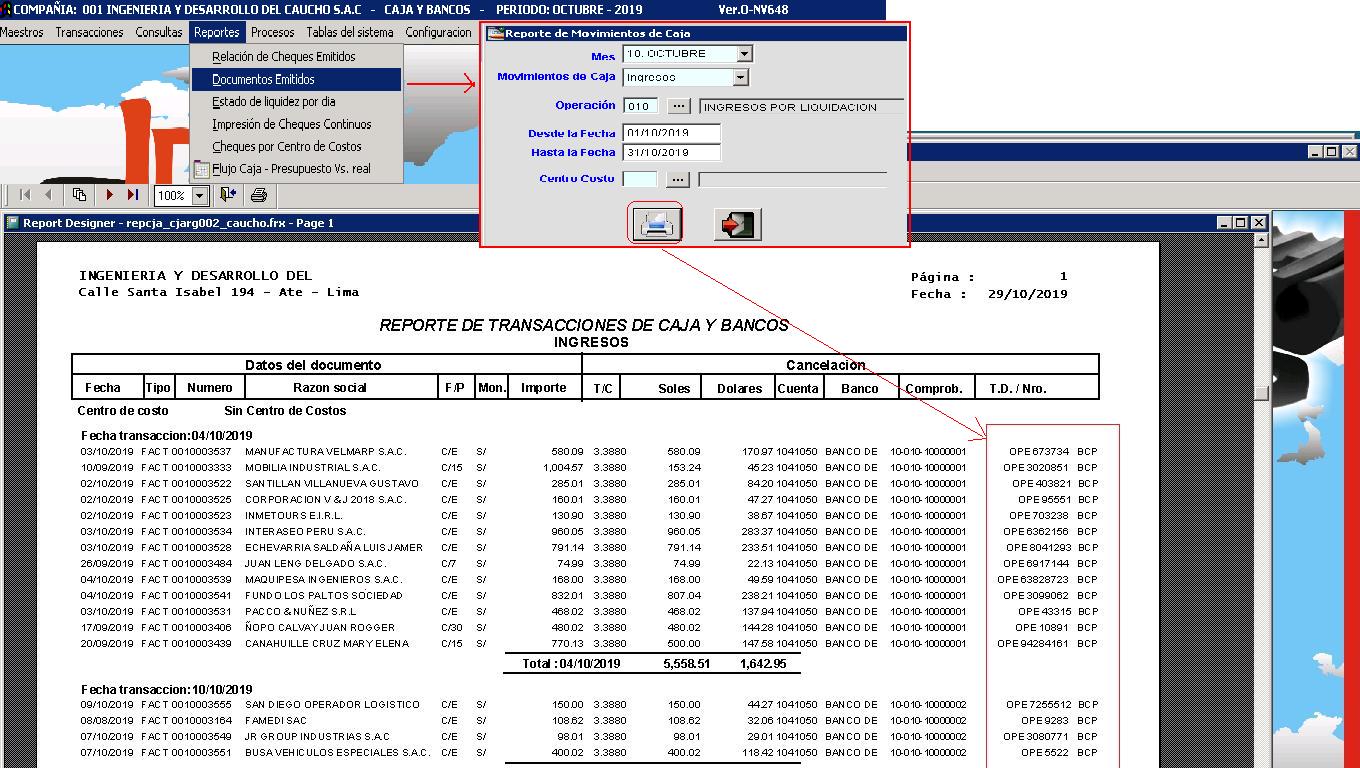 COMPAÑIA: 001 INGENIERIA Y DESARROLLO DEL CAUCHO S.A.C - CAJA Y BANCOS - PERIODO: OCTUBRE - 2019 Ver.O-NV648
Maestros Transacciones Consultas Reportes Procesos Tablas del sistema Configuracion
Relación de Cheques Emitidos
Documentos Emitidos
Estado de liquidez por dia
Impresión de Cheques Continuos
Cheques por Centro de Costos
Flujo Caja - Presupuesto Vs. real
Reporte de Movimientos de Caja
Mes 10. OCTUBRE
Movimientos de Caja Ingresos
Operación 010 ... INGRESOS POR LIQUIDACION
Desde la Fecha 01/10/2019
Hasta la Fecha 31/10/2019
Centro Costo ...
100%
Report Designer - repcja_cjarg002_caucho.frx - Page 1
INGENIERIA Y DESARROLLO DEL Página : 1
Calle Santa Isabel 194 - Ate - Lima Fecha : 29/10/2019
REPORTE DE TRANSACCIONES DE CAJA Y BANCOS
INGRESOS
Datos del documento Cancelacion
Fecha Tipo Numero Razon social F/P Mon. Importe T/C Soles Dolares Cuenta Banco Comprob. T.D. / Nro.
Centro de costo Sin Centro de Costos
Fecha transaccion:04/10/2019
03/10/2019 FACT 0010003537 MANUFACTURA VELMARP S.A.C. C/E S/ 580.09 3.3880 580.09 170.97 1041050 BANCO DE 10-010-10000001 OPE 673734 BCP
10/09/2019 FACT 0010003333 MOBILIA INDUSTRIAL S.A.C. C/15 S/ 1,004.57 3.3880 153.24 45.23 1041050 BANCO DE 10-010-10000001 OPE 3020851 BCP
02/10/2019 FACT 0010003522 SANTILLAN VILLANUEVA GUSTAVO C/E S/ 285.01 3.3880 285.01 84.20 1041050 BANCO DE 10-010-10000001 OPE 403821 BCP
02/10/2019 FACT 0010003525 CORPORACION V & J 2018 S.A.C. C/E S/ 160.01 3.3880 160.01 47.27 1041050 BANCO DE 10-010-10000001 OPE 95551 BCP
02/10/2019 FACT 0010003523 INMETOURS E.I.R.L. C/E S/ 130.90 3.3880 130.90 38.67 1041050 BANCO DE 10-010-10000001 OPE 703238 BCP
03/10/2019 FACT 0010003534 INTERASEO PERU S.A.C. C/E S/ 960.05 3.3880 960.05 283.37 1041050 BANCO DE 10-010-10000001 OPE 6362156 BCP
03/10/2019 FACT 0010003528 ECHEVARRIA SALDAÑA LUIS JAMER C/E S/ 791.14 3.3880 791.14 233.51 1041050 BANCO DE 10-010-10000001 OPE 8041293 BCP
26/09/2019 FACT 0010003484 JUAN LENG DELGADO S.A.C. C/7 S/ 74.99 3.3880 74.99 22.13 1041050 BANCO DE 10-010-10000001 OPE 6917144 BCP
04/10/2019 FACT 0010003539 MAQUIPESA INGENIEROS S.A.C. C/E S/ 168.00 3.3880 168.00 49.59 1041050 BANCO DE 10-010-10000001 OPE 63828723 BCP
04/10/2019 FACT 0010003541 FUNDO LOS PALTOS SOCIEDAD C/E S/ 832.01 3.3880 807.04 238.21 1041050 BANCO DE 10-010-10000001 OPE 3099062 BCP
03/10/2019 FACT 0010003531 PACCO & NUÑEZ S.R.L C/E S/ 468.02 3.3880 468.02 137.94 1041050 BANCO DE 10-010-10000001 OPE 43315 BCP
17/09/2019 FACT 0010003406 ÑOPO CALVAY JUAN ROGGER C/30 S/ 480.02 3.3880 480.02 144.28 1041050 BANCO DE 10-010-10000001 OPE 10891 BCP
20/09/2019 FACT 0010003439 CANAHUILLE CRUZ MARY ELENA C/15 S/ 770.13 3.3880 500.00 147.58 1041050 BANCO DE 10-010-10000001 OPE 94284161 BCP
Total : 04/10/2019 5,558.51 1,642.95
Fecha transaccion:10/10/2019
09/10/2019 FACT 0010003555 SAN DIEGO OPERADOR LOGISTICO C/E S/ 150.00 3.3880 150.00 44.27 1041050 BANCO DE 10-010-10000002 OPE 7255512 BCP
08/08/2019 FACT 0010003164 FAMEDI SAC C/E S/ 108.62 3.3880 108.62 32.06 1041050 BANCO DE 10-010-10000002 OPE 9283 BCP
07/10/2019 FACT 0010003549 JR GROUP INDUSTRIAS S.A.C. C/E S/ 98.01 3.3880 98.01 29.01 1041050 BANCO DE 10-010-10000002 OPE 3080771 BCP
07/10/2019 FACT 0010003551 BUSA VEHICULOS ESPECIALES S.A.C. C/E S/ 400.02 3.3880 400.02 118.42 1041050 BANCO DE 10-010-10000002 OPE 5522 BCP